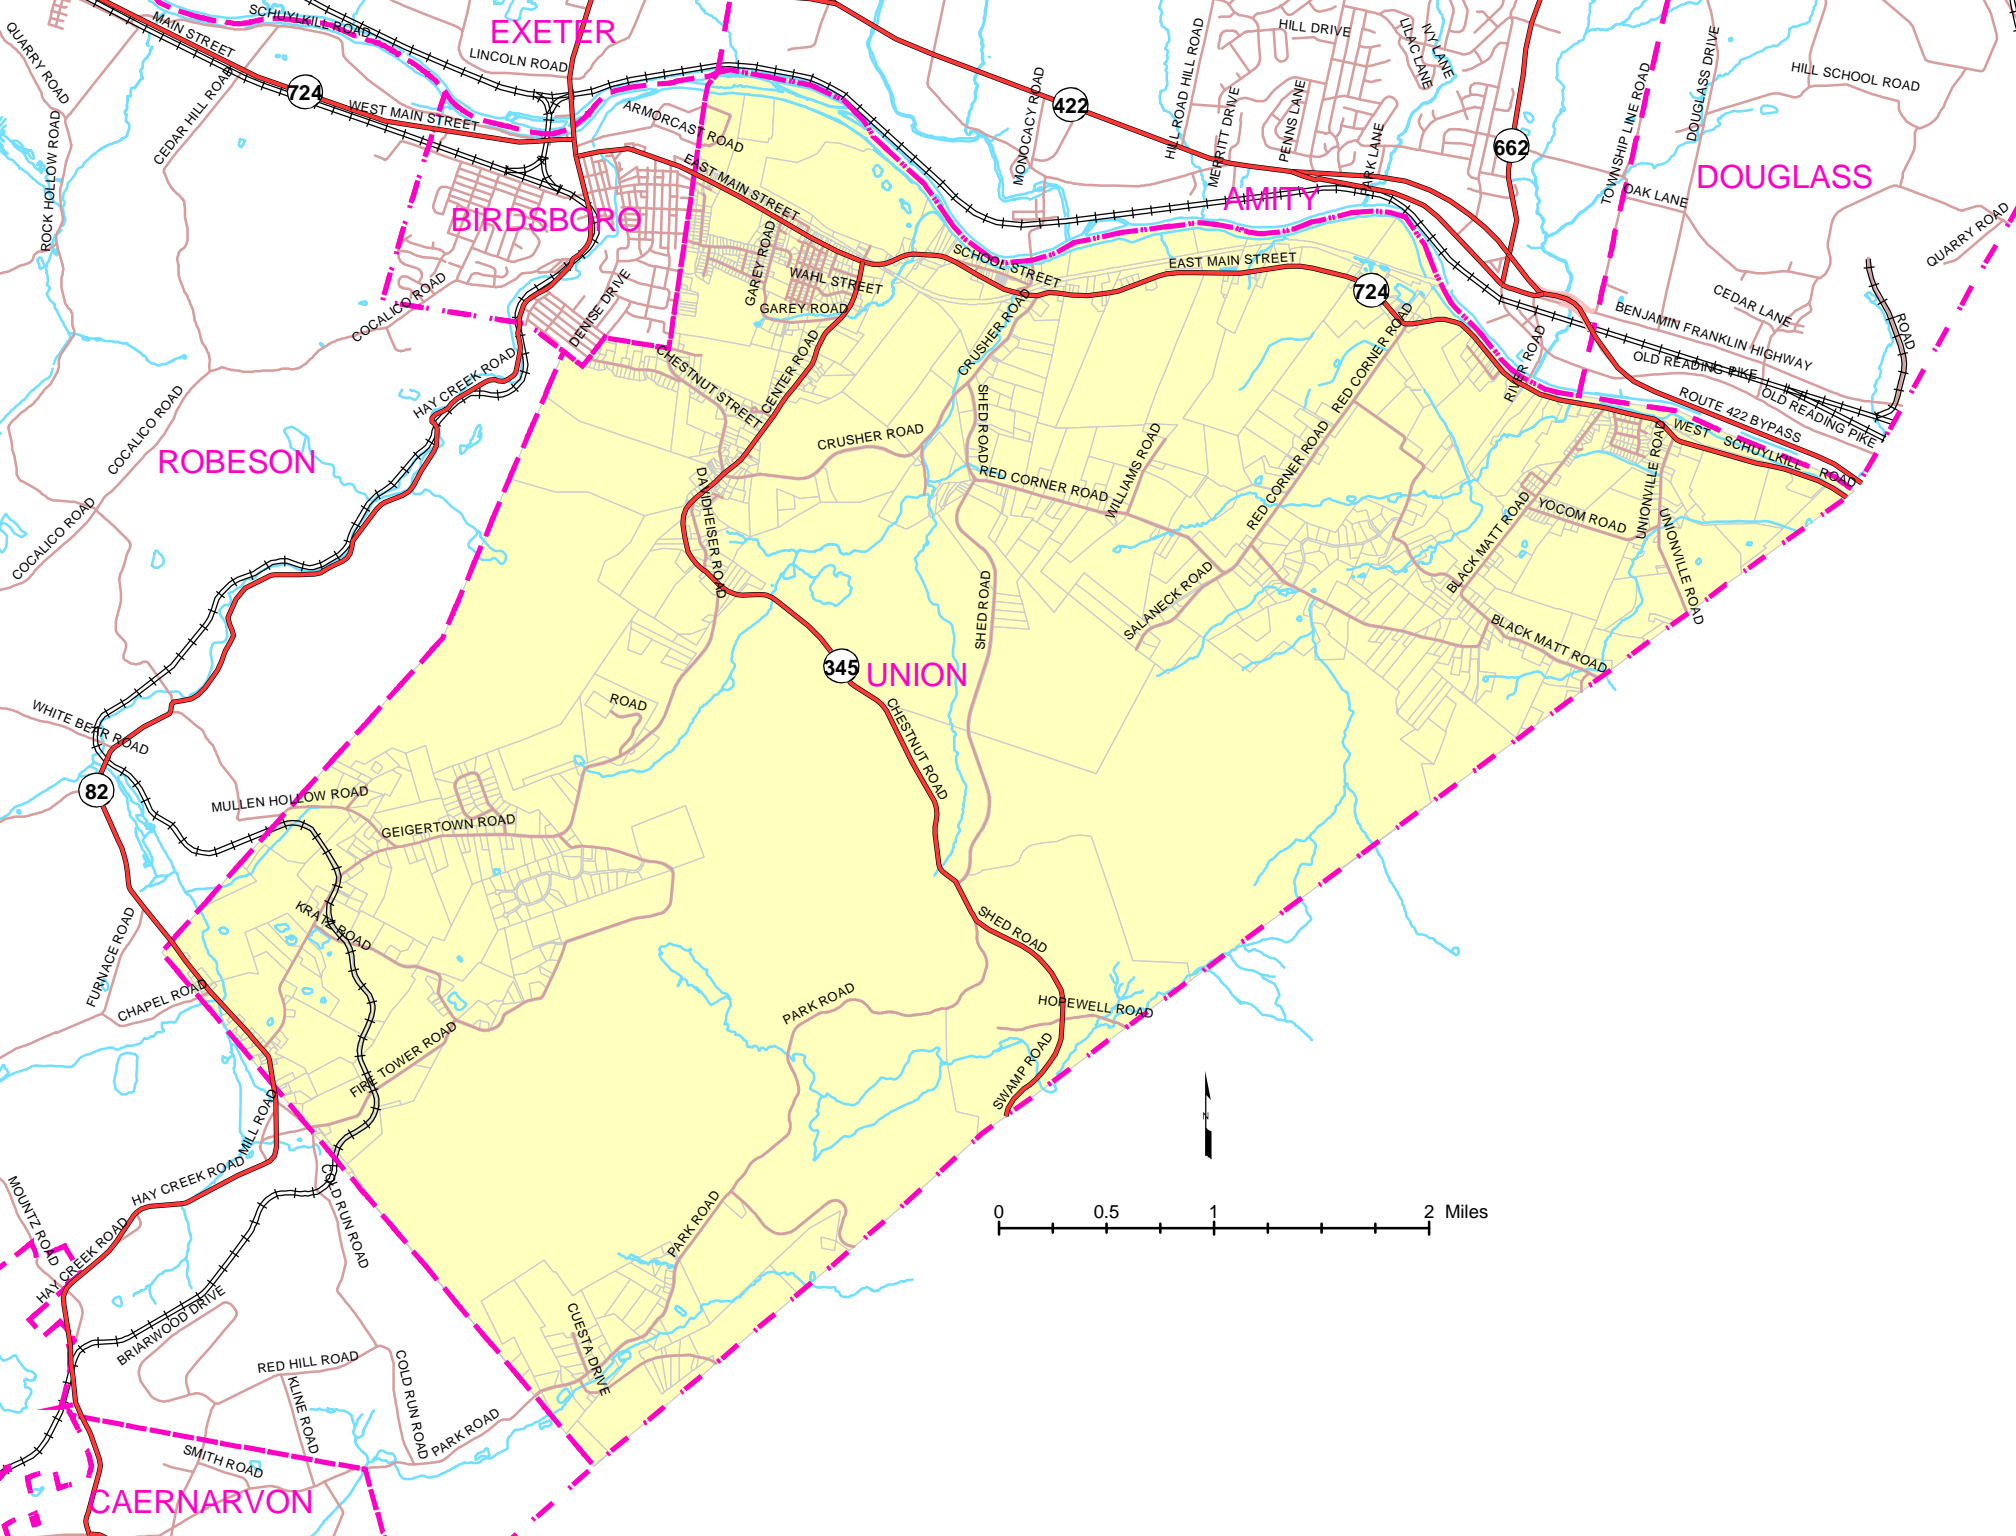 SCHUYLKILL ROAD
EXETER
MAIN STREET
QUARRY ROAD
LINCOLN ROAD
HILL DRIVE
LILAC LANE
IVY LANE
HILL ROAD HILL ROAD
DOUGLASS DRIVE
HILL SCHOOL ROAD
724
CEDAR HILL ROAD
WEST MAIN STREET
ARMORCAST ROAD
MONOCACY ROAD
422
MERRITT DRIVE
PENNS LANE
PARK LANE
662
TOWNSHIP LINE ROAD
DOUGLASS
ROCK HOLLOW ROAD
EAST MAIN STREET
AMITY
OAK LANE
BIRDSBORO
QUARRY ROAD
GAREY ROAD
WAHL STREET
SCHOOL STREET
EAST MAIN STREET
724
GAREY ROAD
COCALICO ROAD
DENISE DRIVE
CEDAR LANE
ROAD
BENJAMIN FRANKLIN HIGHWAY
CRUSHER ROAD
RED CORNER ROAD
RIVER ROAD
OLD READING PIKE
OLD READING PIKE
HAY CREEK ROAD
CHESTNUT STREET
CENTER ROAD
ROUTE 422 BYPASS
COCALICO ROAD
CRUSHER ROAD
SHED ROAD
WEST SCHUYLKILL ROAD
ROBESON
WILLIAMS ROAD
RED CORNER ROAD
RED CORNER ROAD
UNIONVILLE ROAD
DAVIDHEISER ROAD
YOCOM ROAD
COCALICO ROAD
BLACK MATT ROAD
UNIONVILLE ROAD
SHED ROAD
SALANECK ROAD
BLACK MATT ROAD
345
UNION
ROAD
WHITE BEAR ROAD
CHESTNUT ROAD
82
MULLEN HOLLOW ROAD
GEIGERTOWN ROAD
KRATZ ROAD
SHED ROAD
FURNACE ROAD
CHAPEL ROAD
PARK ROAD
HOPEWELL ROAD
FIRE TOWER ROAD
SWAMP ROAD
MILL ROAD
N
HAY CREEK ROAD
COLD RUN ROAD
MOUNTZ ROAD
PARK ROAD
0 0.5 1 2 Miles
HAY CREEK ROAD
BRIARWOOD DRIVE
CUESTA DRIVE
RED HILL ROAD
KLINE ROAD
COLD RUN ROAD
PARK ROAD
SMITH ROAD
CAERNARVON